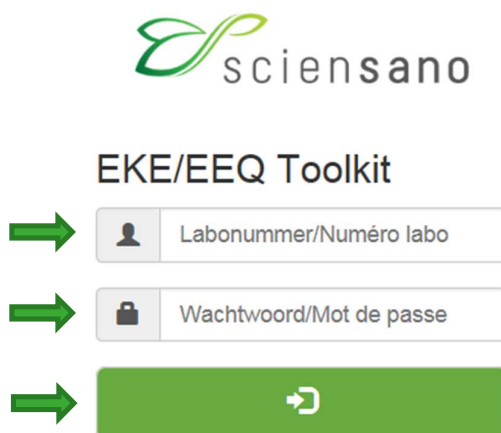 sciensano
EKE/EEQ Toolkit
Labonummer/Numéro labo
Wachtwoord/Mot de passe